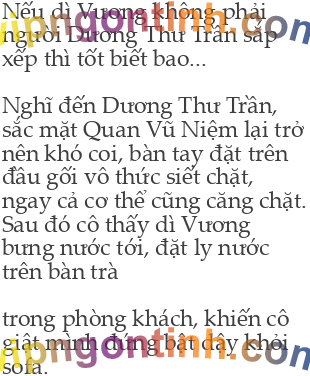 Nếu dì Vương không phải
người Dương Thư Trần sắp
xếp thì tốt biết bao...
Nghĩ đến Dương Thư Trần,
sắc mặt Quan Vũ Niệm lại trở
nên khó coi, bàn tay đặt trên
đầu gối vô thức siết chặt,
ngay cả cơ thể cũng căng chặt.
Sau đó cô thấy dì Vương
bưng nước tới, đặt ly nước
trên bàn trà
trong phòng khách, khiến cô
giật mình đứng bật dậy khỏi
sofa.
vipngontinh.com
vipngontinh.com